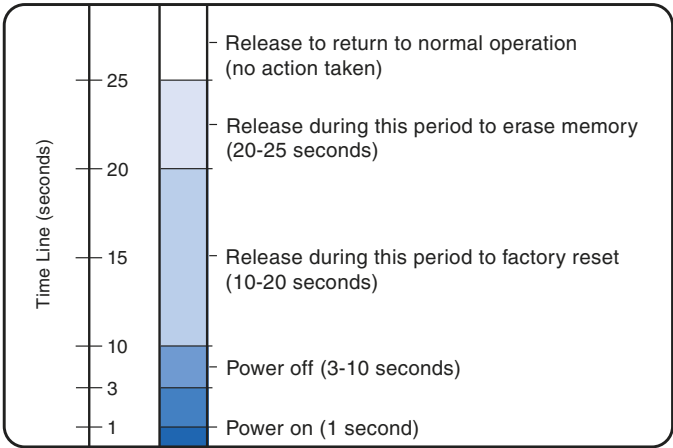 Release to return to normal operation
(no action taken)
25
Release during this period to erase memory
(20-25 seconds)
20
Time Line (seconds)
15
Release during this period to factory reset
(10-20 seconds)
10
Power off (3-10 seconds)
3
1
Power on (1 second)